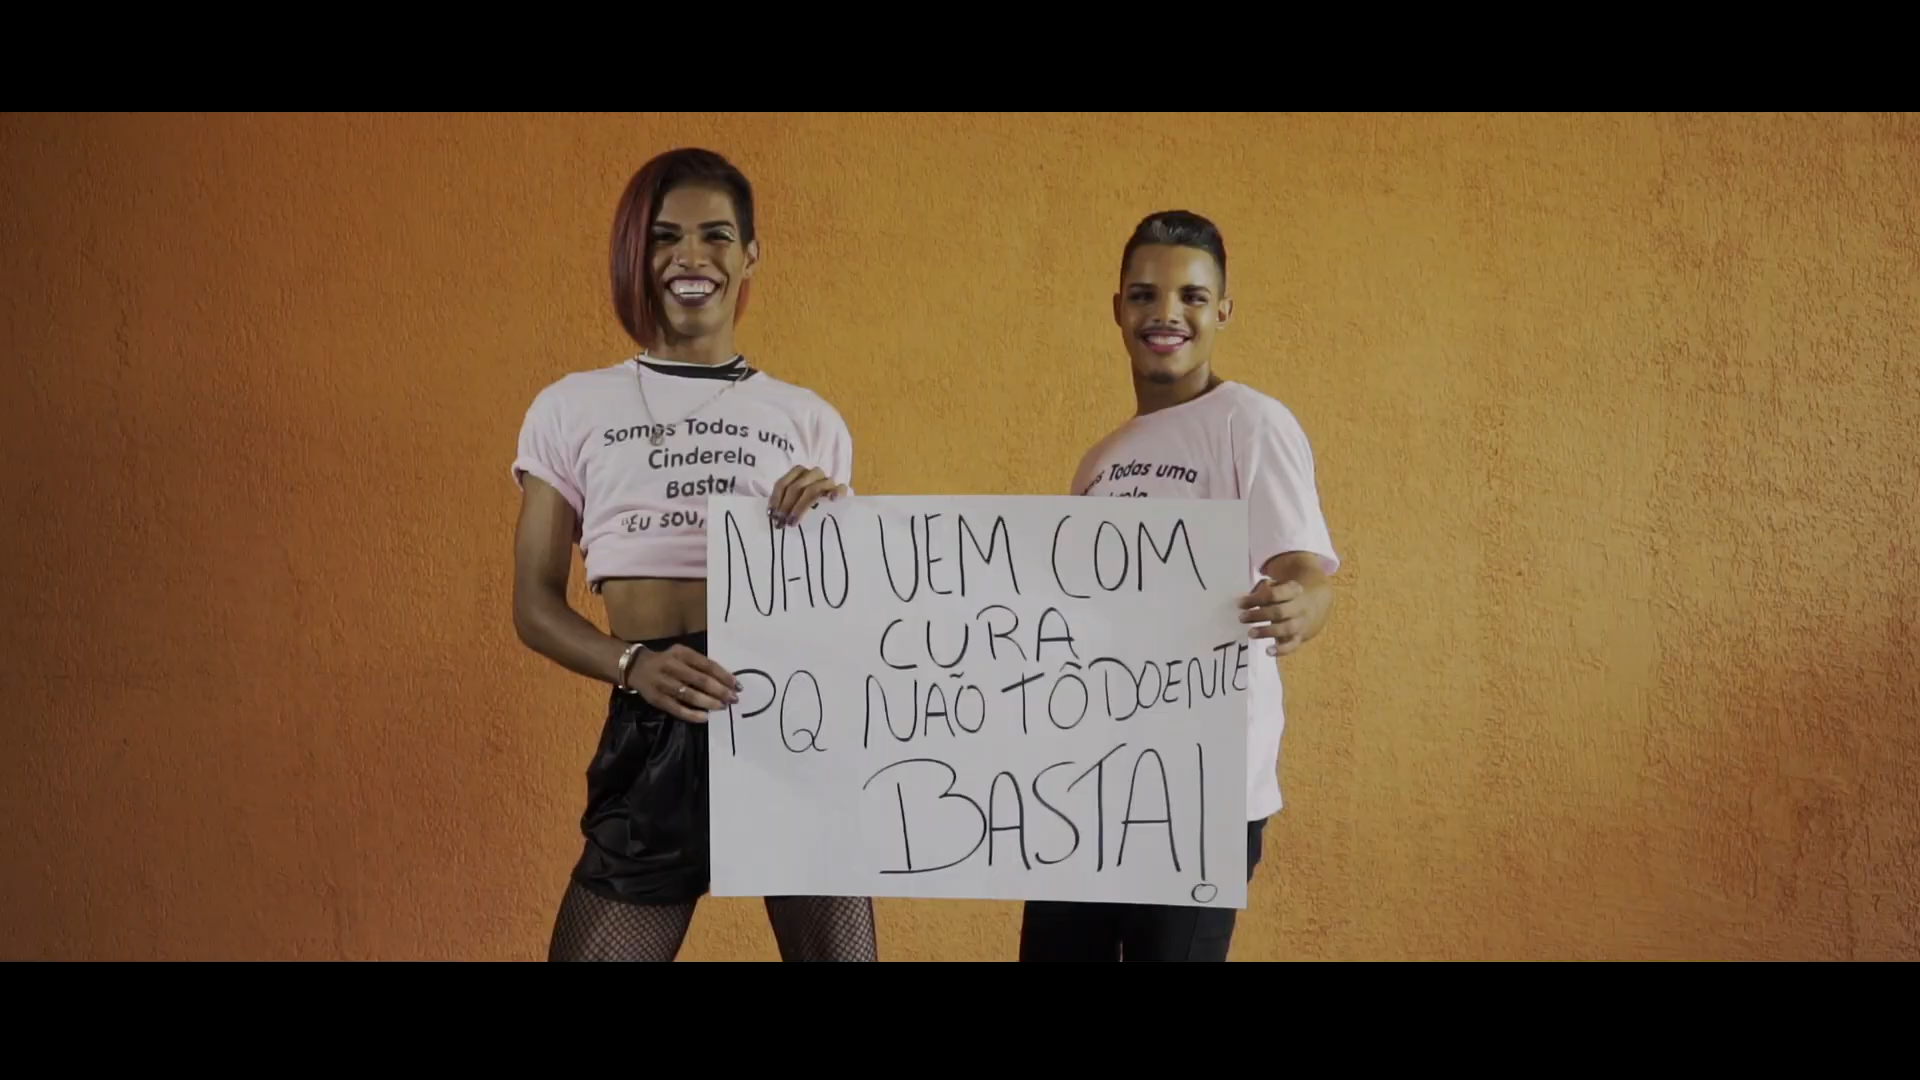 Somos Todas uma
Cinderela
Basta!
"EU SOU,
Todas uma
NÃO VEM COM
CURA
PQ NÃO TÔ DOENTE
BASTA!